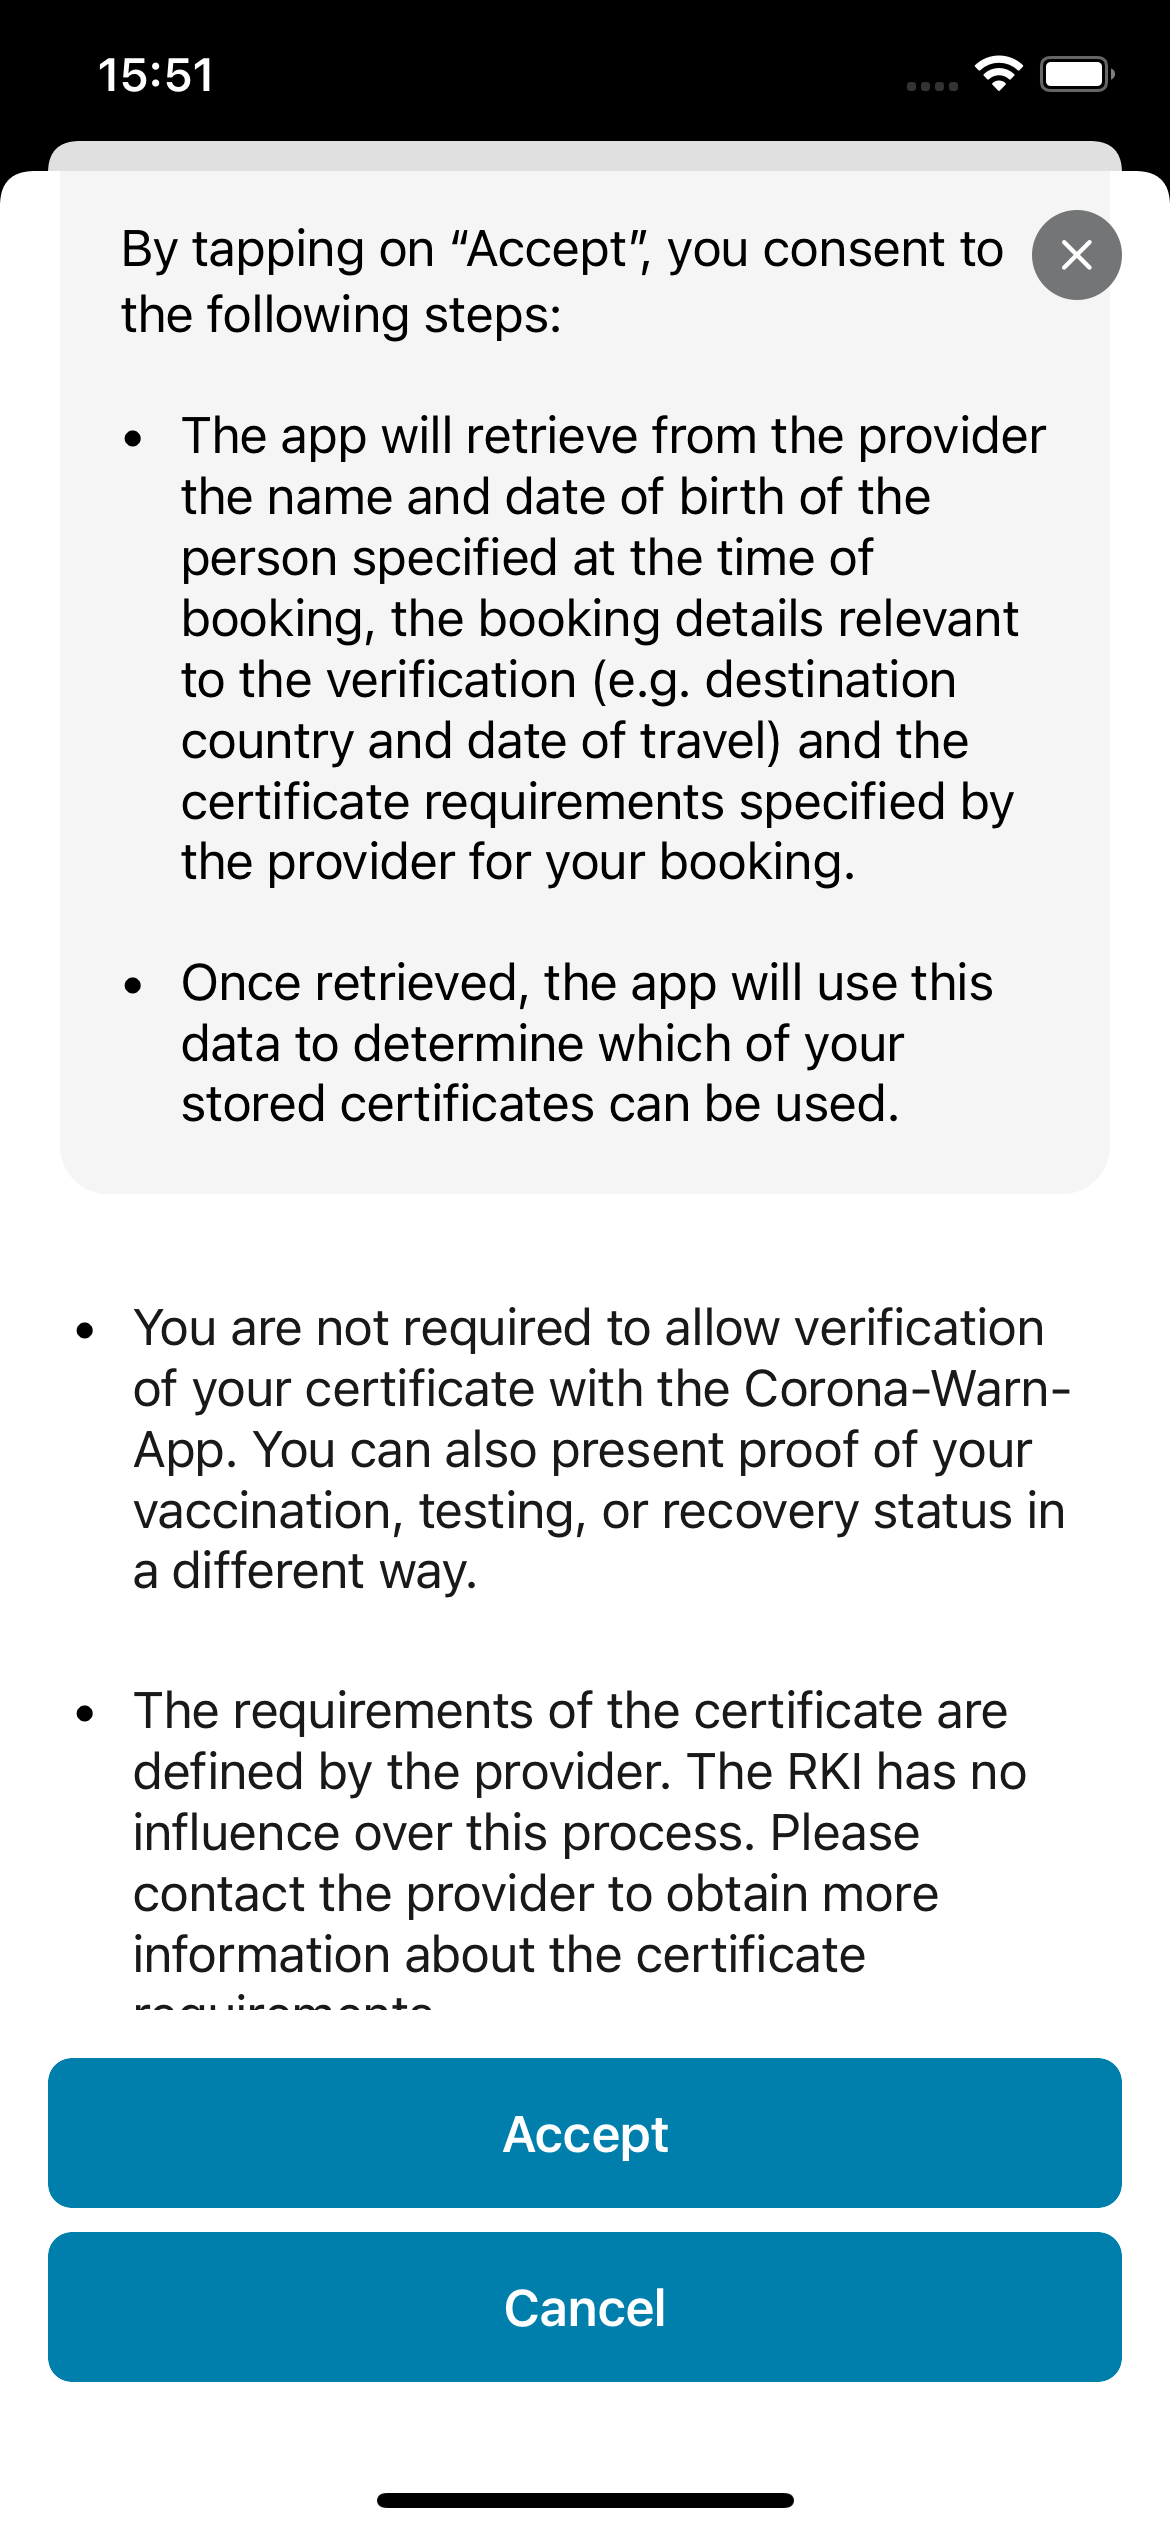 15:51
By tapping on “Accept”, you consent to
the following steps:
• The app will retrieve from the provider
the name and date of birth of the
person specified at the time of
booking, the booking details relevant
to the verification (e.g. destination
country and date of travel) and the
certificate requirements specified by
the provider for your booking.
• Once retrieved, the app will use this
data to determine which of your
stored certificates can be used.
• You are not required to allow verification
of your certificate with the Corona-Warn-
App. You can also present proof of your
vaccination, testing, or recovery status in
a different way.
• The requirements of the certificate are
defined by the provider. The RKI has no
influence over this process. Please
contact the provider to obtain more
information about the certificate
requirements
Accept
Cancel